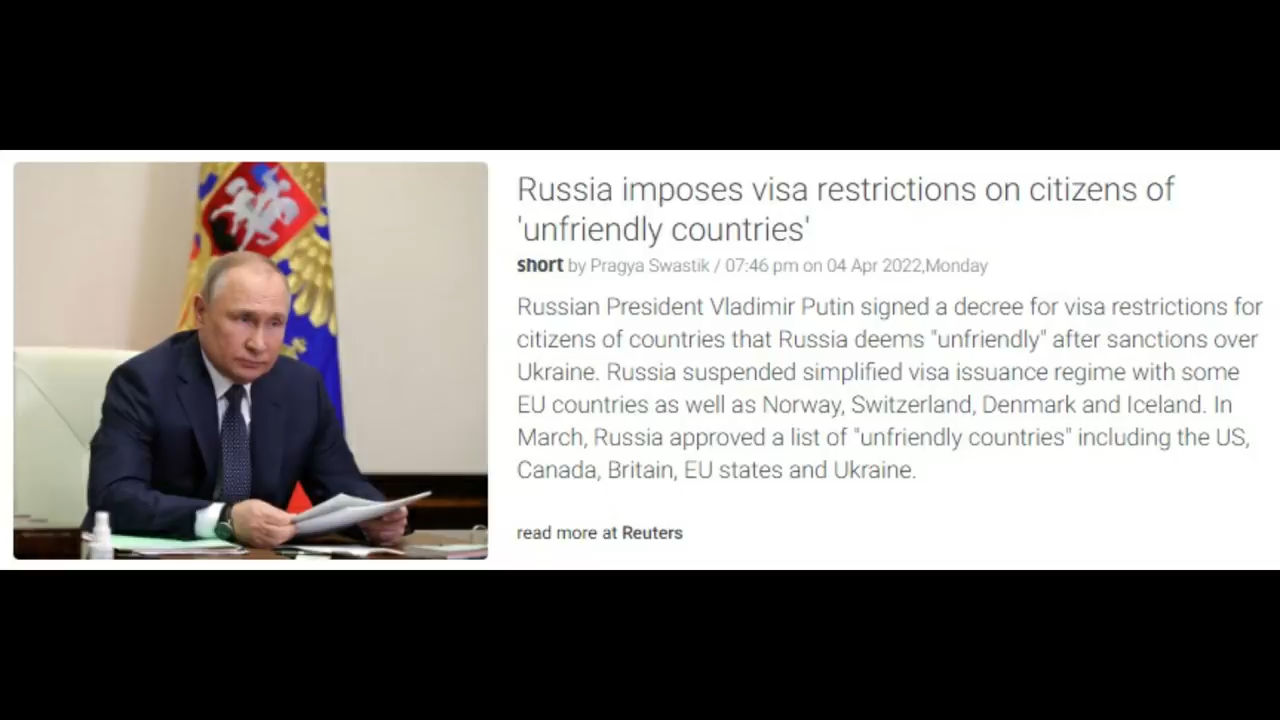 Russia imposes visa restrictions on citizens of
'unfriendly countries'
short by Pragya Swastik / 07:46 pm on 04 Apr 2022,Monday
Russian President Vladimir Putin signed a decree for visa restrictions for
citizens of countries that Russia deems "unfriendly" after sanctions over
Ukraine. Russia suspended simplified visa issuance regime with some
EU countries as well as Norway, Switzerland, Denmark and Iceland. In
March, Russia approved a list of "unfriendly countries" including the US,
Canada, Britain, EU states and Ukraine.
read more at Reuters